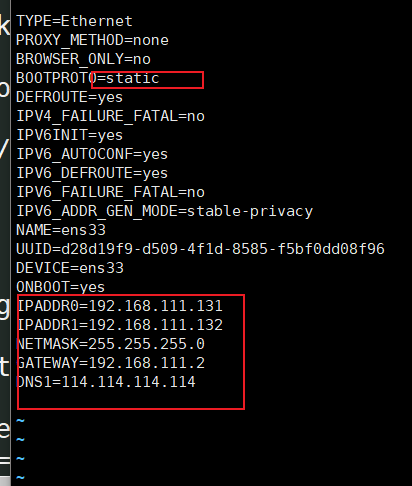 TYPE=Ethernet
PROXY_METHOD=none
BROWSER_ONLY=no
BOOTPROTO=static
DEFROUTE=yes
IPV4_FAILURE_FATAL=no
IPV6INIT=yes
IPV6_AUTOCONF=yes
IPV6_DEFROUTE=yes
IPV6_FAILURE_FATAL=no
IPV6_ADDR_GEN_MODE=stable-privacy
NAME=ens33
UUID=d28d19f9-d509-4f1d-8585-f5bf0dd08f96
DEVICE=ens33
ONBOOT=yes
IPADDR0=192.168.111.131
IPADDR1=192.168.111.132
NETMASK=255.255.255.0
GATEWAY=192.168.111.2
DNS1=114.114.114.114
~
~
~
~